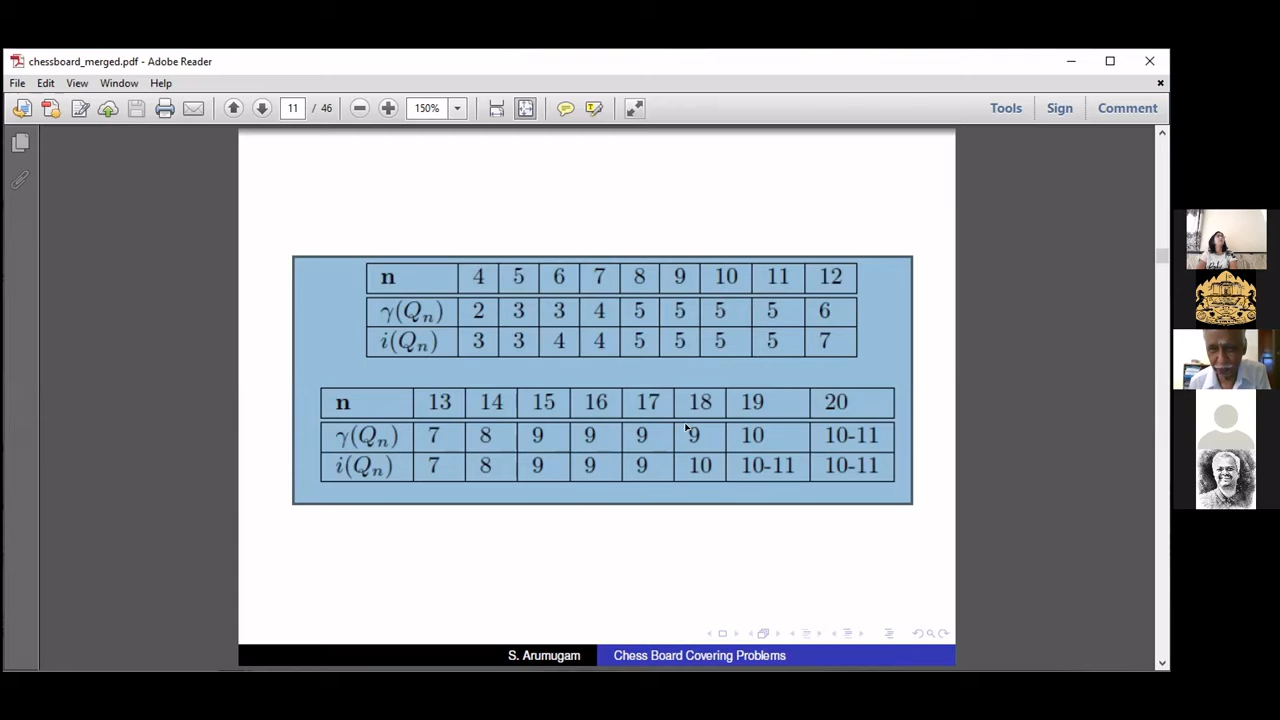 chessboard_merged.pdf - Adobe Reader
File Edit View Window Help
11 / 46 150% Tools Sign Comment
n 4 5 6 7 8 9 10 11 12
γ(Qₙ) 2 3 3 4 5 5 5 5 6
i(Qₙ) 3 3 4 4 5 5 5 5 7
n 13 14 15 16 17 18 19 20
γ(Qₙ) 7 8 9 9 9 9 10 10-11
i(Qₙ) 7 8 9 9 9 10 10-11 10-11
S. Arumugam Chess Board Covering Problems